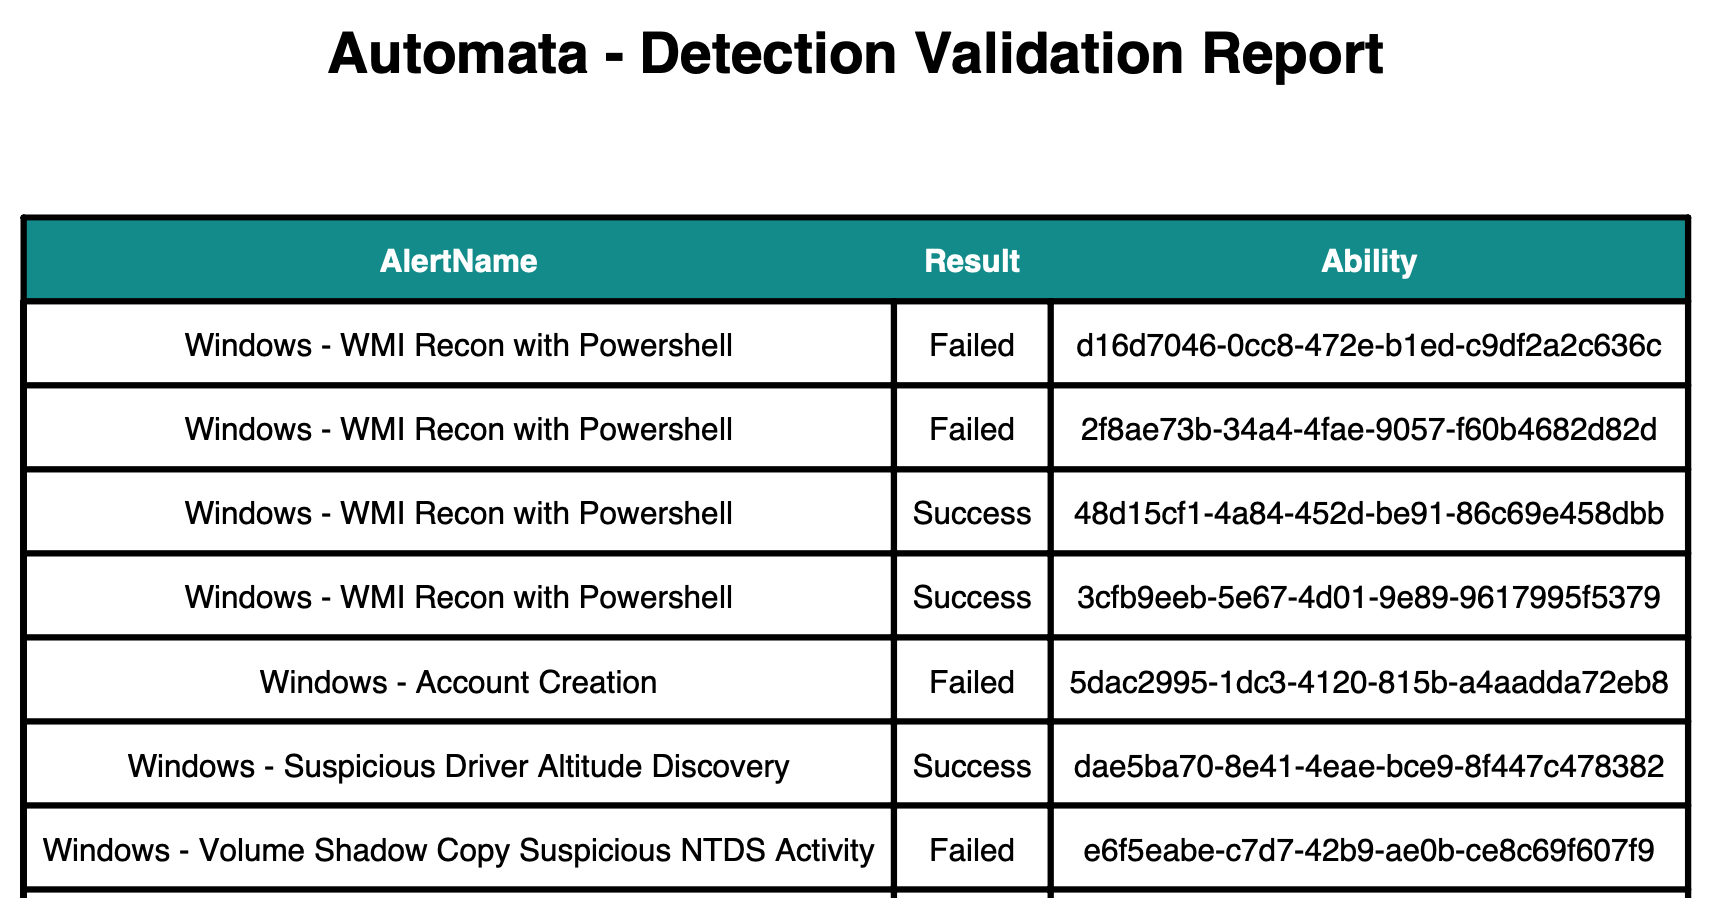 Automata - Detection Validation Report
AlertName Result Ability
Windows - WMI Recon with Powershell Failed d16d7046-0cc8-472e-b1ed-c9df2a2c636c
Windows - WMI Recon with Powershell Failed 2f8ae73b-34a4-4fae-9057-f60b4682d82d
Windows - WMI Recon with Powershell Success 48d15cf1-4a84-452d-be91-86c69e458dbb
Windows - WMI Recon with Powershell Success 3cfb9eeb-5e67-4d01-9e89-9617995f5379
Windows - Account Creation Failed 5dac2995-1dc3-4120-815b-a4aadda72eb8
Windows - Suspicious Driver Altitude Discovery Success dae5ba70-8e41-4eae-bce9-8f447c478382
Windows - Volume Shadow Copy Suspicious NTDS Activity Failed e6f5eabe-c7d7-42b9-ae0b-ce8c69f607f9